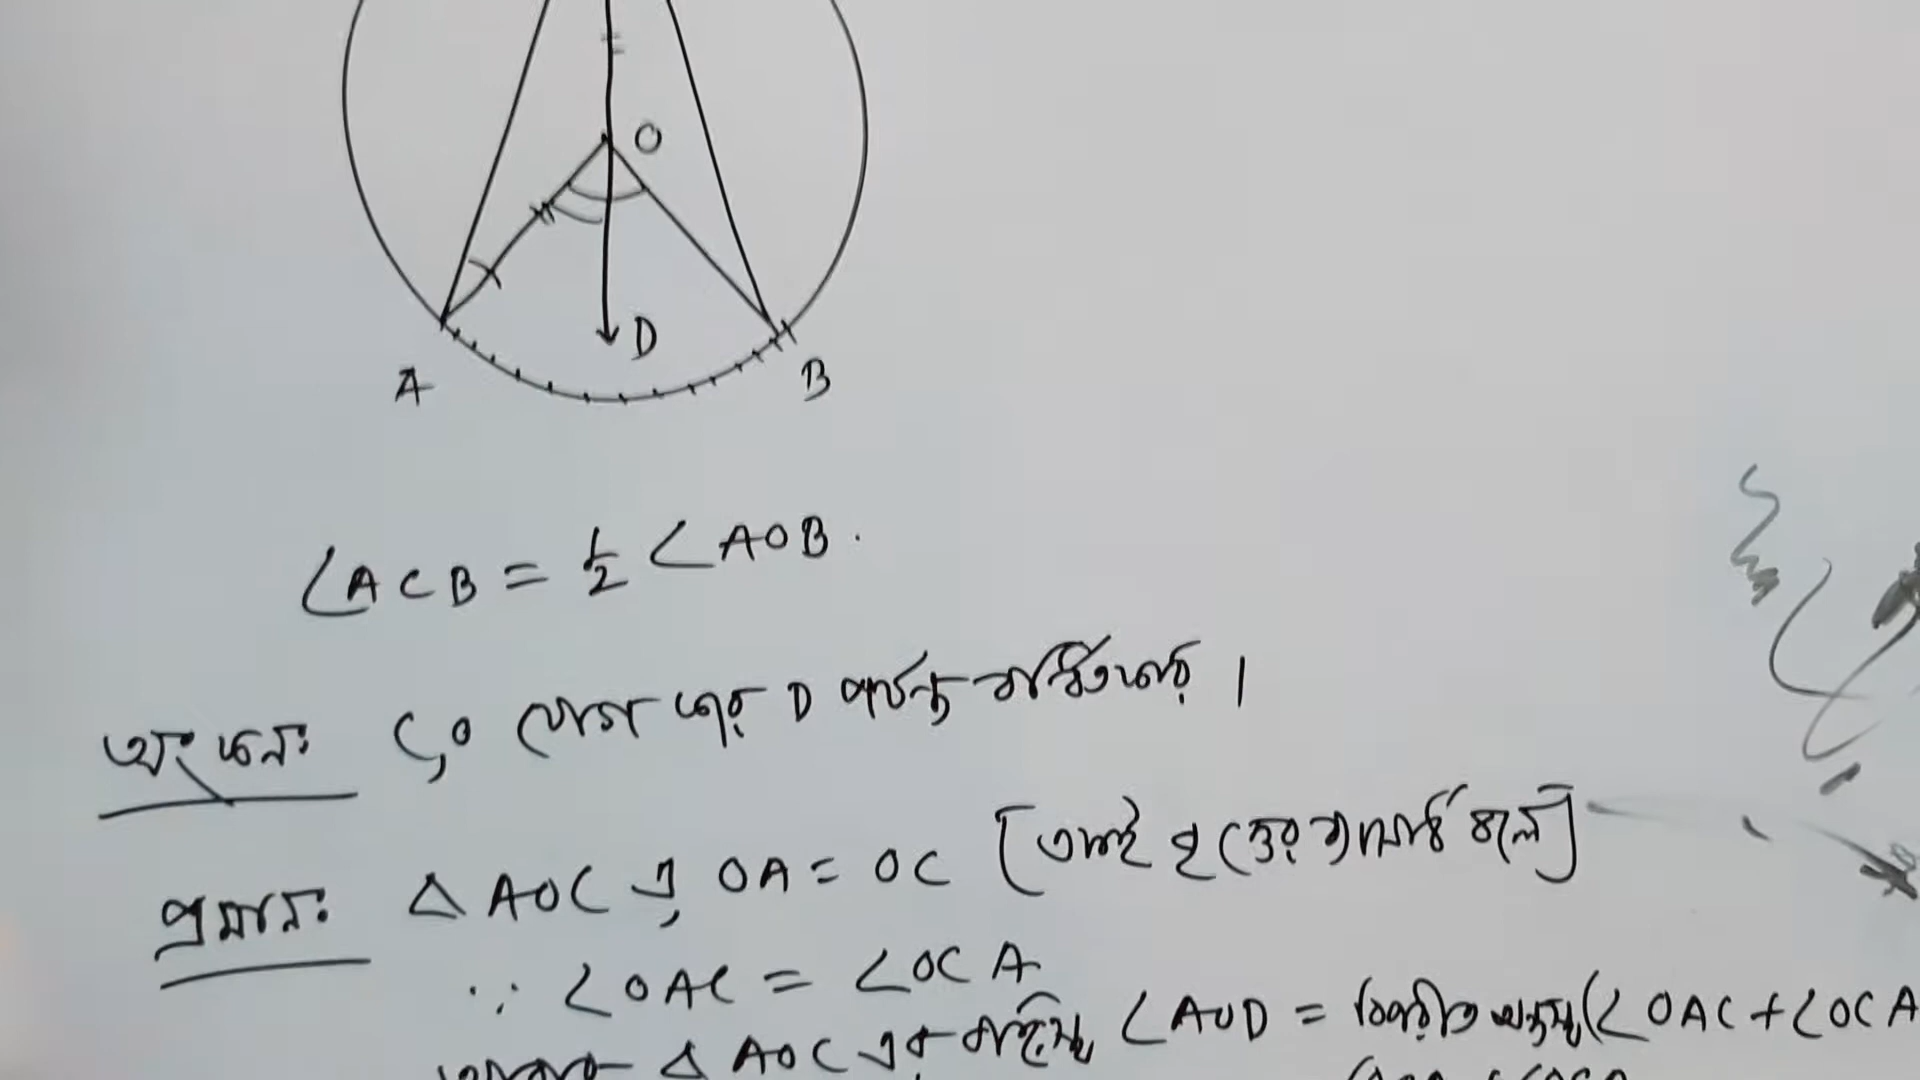 O
D
A
B
∠ACB = 1/2 ∠AOB.
অংকন: C,O যোগ করে D পর্যন্ত বর্ধিত করি।
প্রমাণ: △AOC এ, OA = OC [একই বৃত্তের ব্যাসার্ধ বলে]
∴ ∠OAC = ∠OCA
△AOC এর বহিঃস্থ ∠AOD = বিপরীত অন্তঃস্থ (∠OAC + ∠OCA